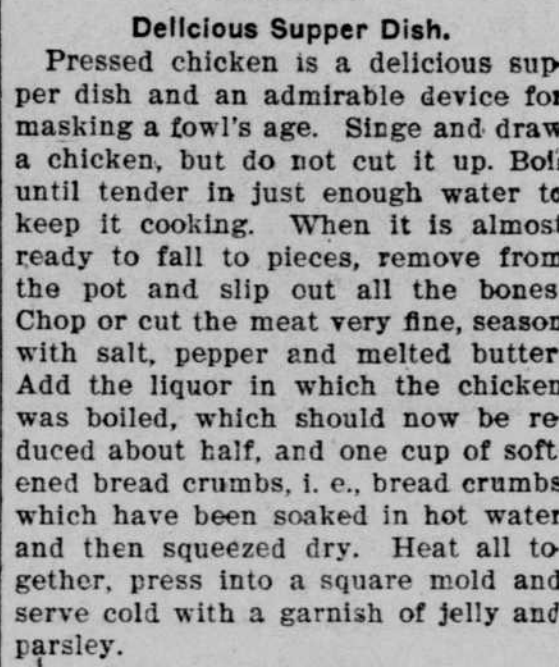 Delicious Supper Dish.
Pressed chicken is a delicious sup-
per dish and an admirable device for
masking a fowl's age. Singe and draw
a chicken, but do not cut it up. Boil
until tender in just enough water to
keep it cooking. When it is almost
ready to fall to pieces, remove from
the pot and slip out all the bones
Chop or cut the meat very fine, season
with salt, pepper and melted butter
Add the liquor in which the chicken
was boiled, which should now be re-
duced about half, and one cup of soft
ened bread crumbs, i. e., bread crumbs
which have been soaked in hot water
and then squeezed dry. Heat all to-
gether, press into a square mold and
serve cold with a garnish of jelly and
parsley.